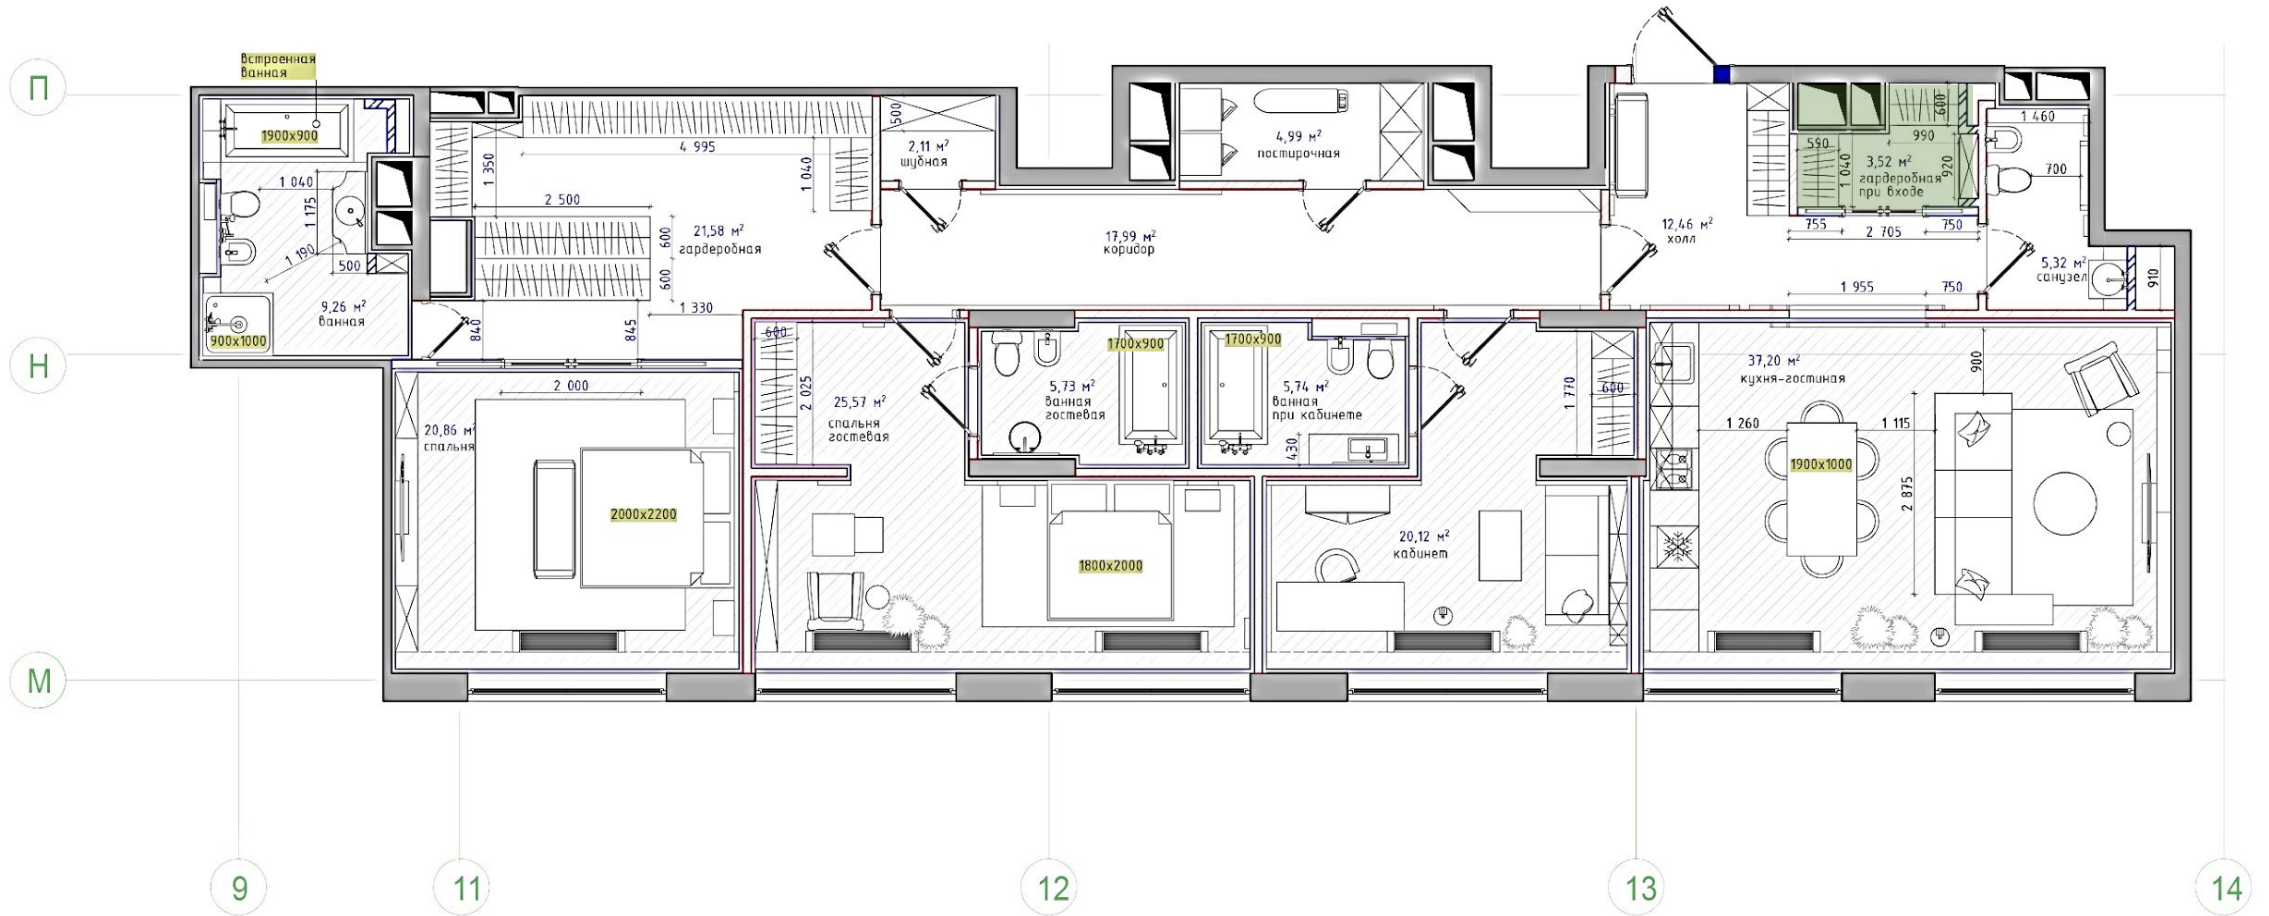 встроенная
ванная
П
1900х900
1 040
1 175
1 190
500
9,26 м²
ванная
900х1000
1 350
4 995
1 040
2 500
600
600
21,58 м²
гардеробная
1 330
840
845
500
2,11 м²
шубная
4,99 м²
постирочная
17,99 м²
коридор
12,46 м²
холл
590
1 040
990
600
920
3,52 м²
гардеробная
при входе
755
2 705
750
1 460
700
5,32 м²
санузел
910
1 955
750
Н
2 000
20,86 м²
спальня
2000х2200
600
2 025
25,57 м²
спальня
гостевая
1800х2000
1700х900
5,73 м²
ванная
гостевая
1700х900
5,74 м²
ванная
при кабинете
430
1 770
600
20,12 м²
кабинет
37,20 м²
кухня-гостиная
900
1 260
1 115
1900х1000
2 875
М
9
11
12
13
14